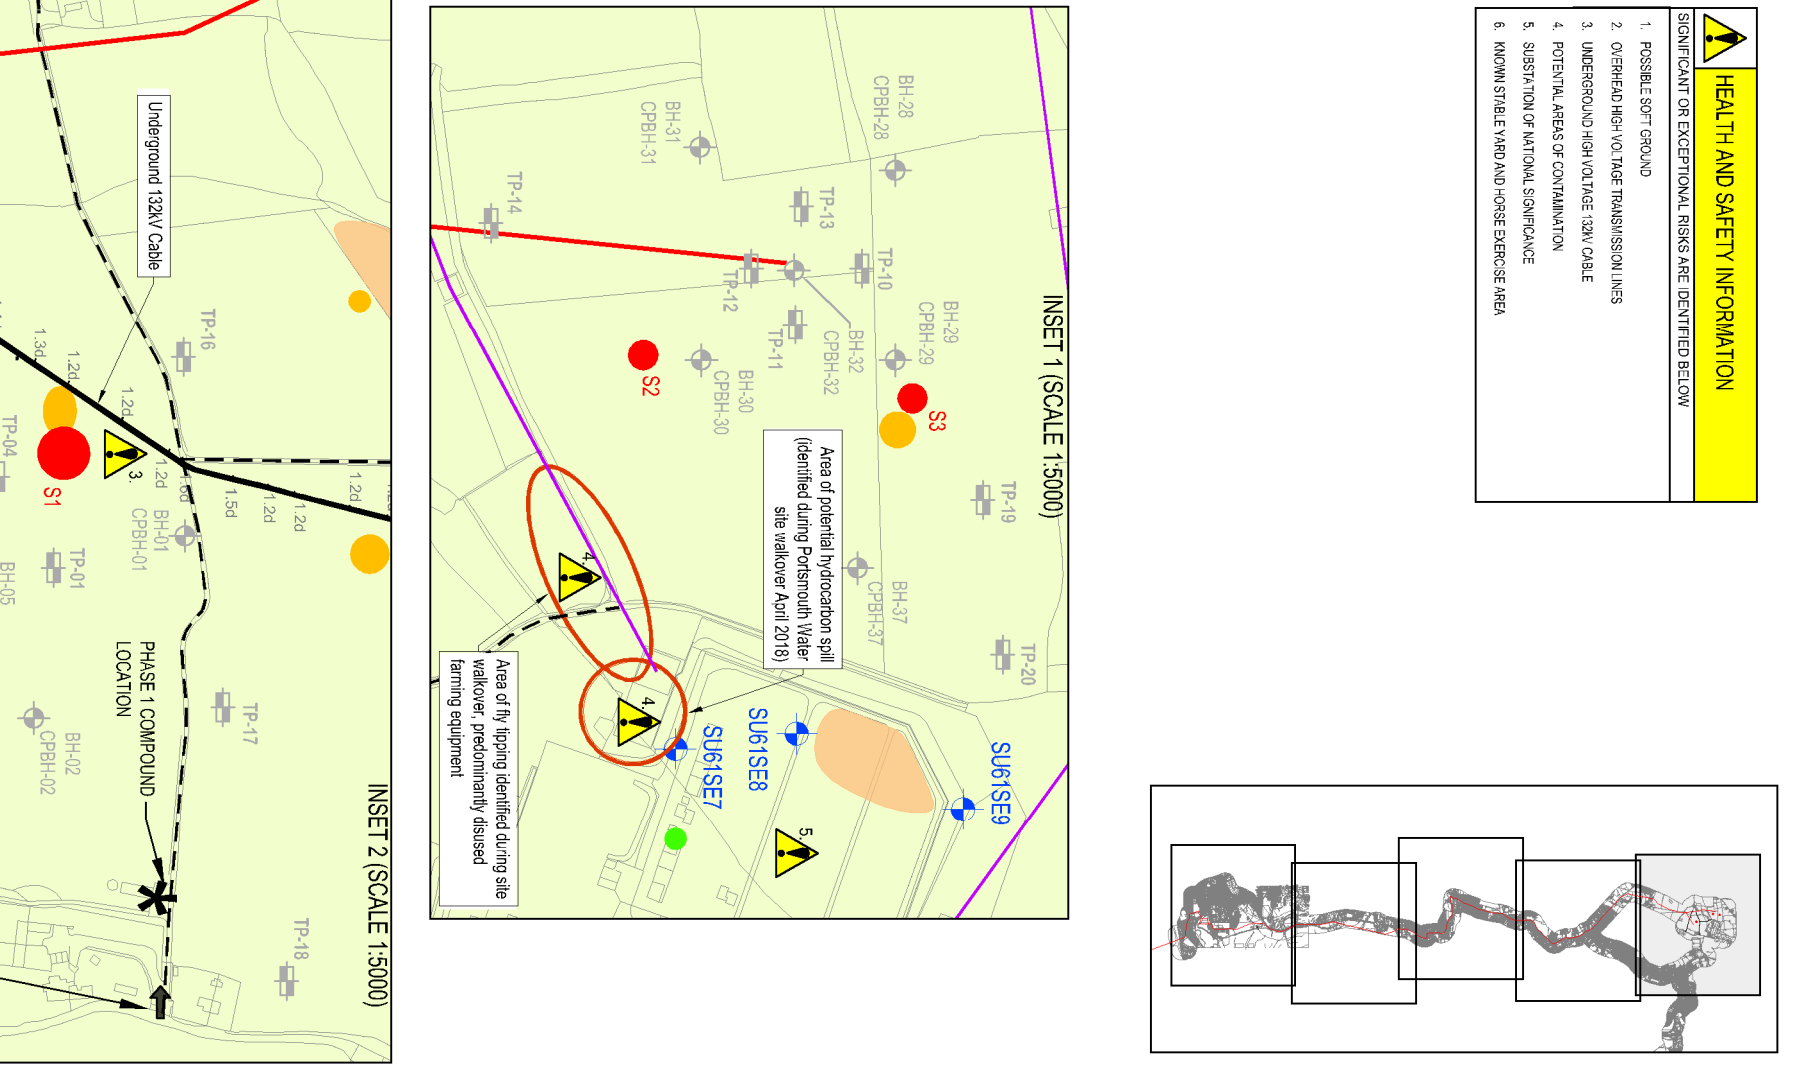 HEALTH AND SAFETY INFORMATION
SIGNIFICANT OR EXCEPTIONAL RISKS ARE IDENTIFIED BELOW
1. POSSIBLE SOFT GROUND
2. OVERHEAD HIGH VOLTAGE TRANSMISSION LINES
3. UNDERGROUND HIGH VOLTAGE 132kV CABLE
4. POTENTIAL AREAS OF CONTAMINATION
5. SUBSTATION OF NATIONAL SIGNIFICANCE
6. KNOWN STABLE YARD AND HORSE EXERCISE AREA
INSET 1 (SCALE 1:5000)
BH-28
CPBH-28
BH-31
CPBH-31
TP-13
TP-14
TP-10
TP-12
TP-11
BH-29
CPBH-29
BH-32
CPBH-32
BH-30
CPBH-30
S3
S2
TP-19
BH-37
CPBH-37
TP-20
Area of potential hydrocarbon spill
(identified during Portsmouth Water
site walkover April 2018)
4.
4.
5.
SU61SE9
SU61SE8
SU61SE7
Area of fly tipping identified during site
walkover, predominantly disused
farming equipment
INSET 2 (SCALE 1:5000)
Underground 132kV Cable
TP-16
1.3d
1.2d
1.2d
1.2d
1.6d
1.5d
1.2d
1.2d
1.2d
3.
S1
TP-04
BH-01
CPBH-01
TP-01
BH-05
TP-17
BH-02
CPBH-02
PHASE 1 COMPOUND
LOCATION
TP-18